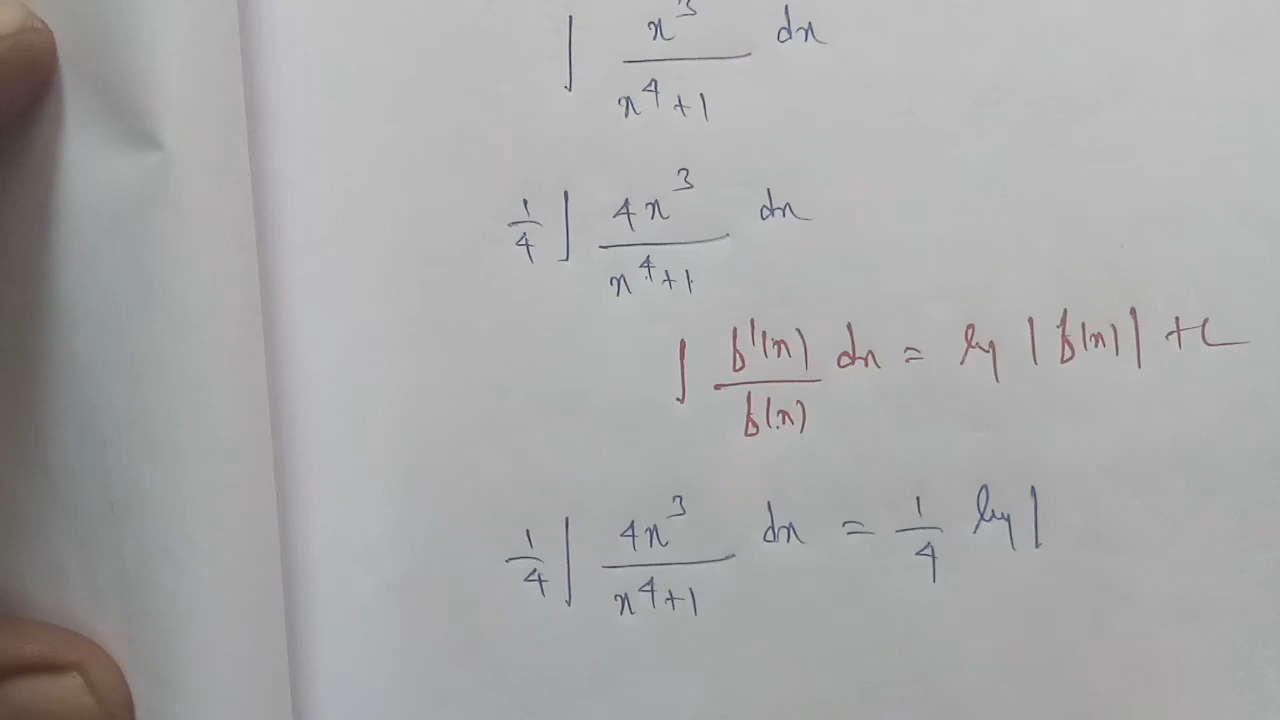 ∫ x³/(x⁴+1) dx
1/4 ∫ 4x³/(x⁴+1) dx
∫ f'(x)/f(x) dx = log |f(x)| + c
1/4 ∫ 4x³/(x⁴+1) dx = 1/4 log |